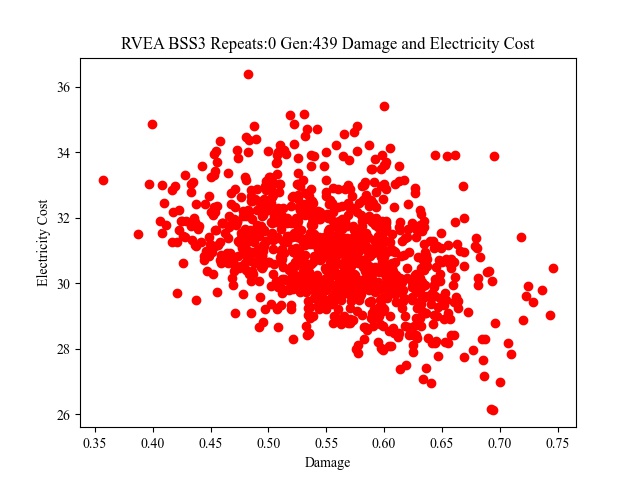 RVEA BSS3 Repeats:0 Gen:439 Damage and Electricity Cost
36
34
32
30
28
26
Electricity Cost
0.35 0.40 0.45 0.50 0.55 0.60 0.65 0.70 0.75
Damage